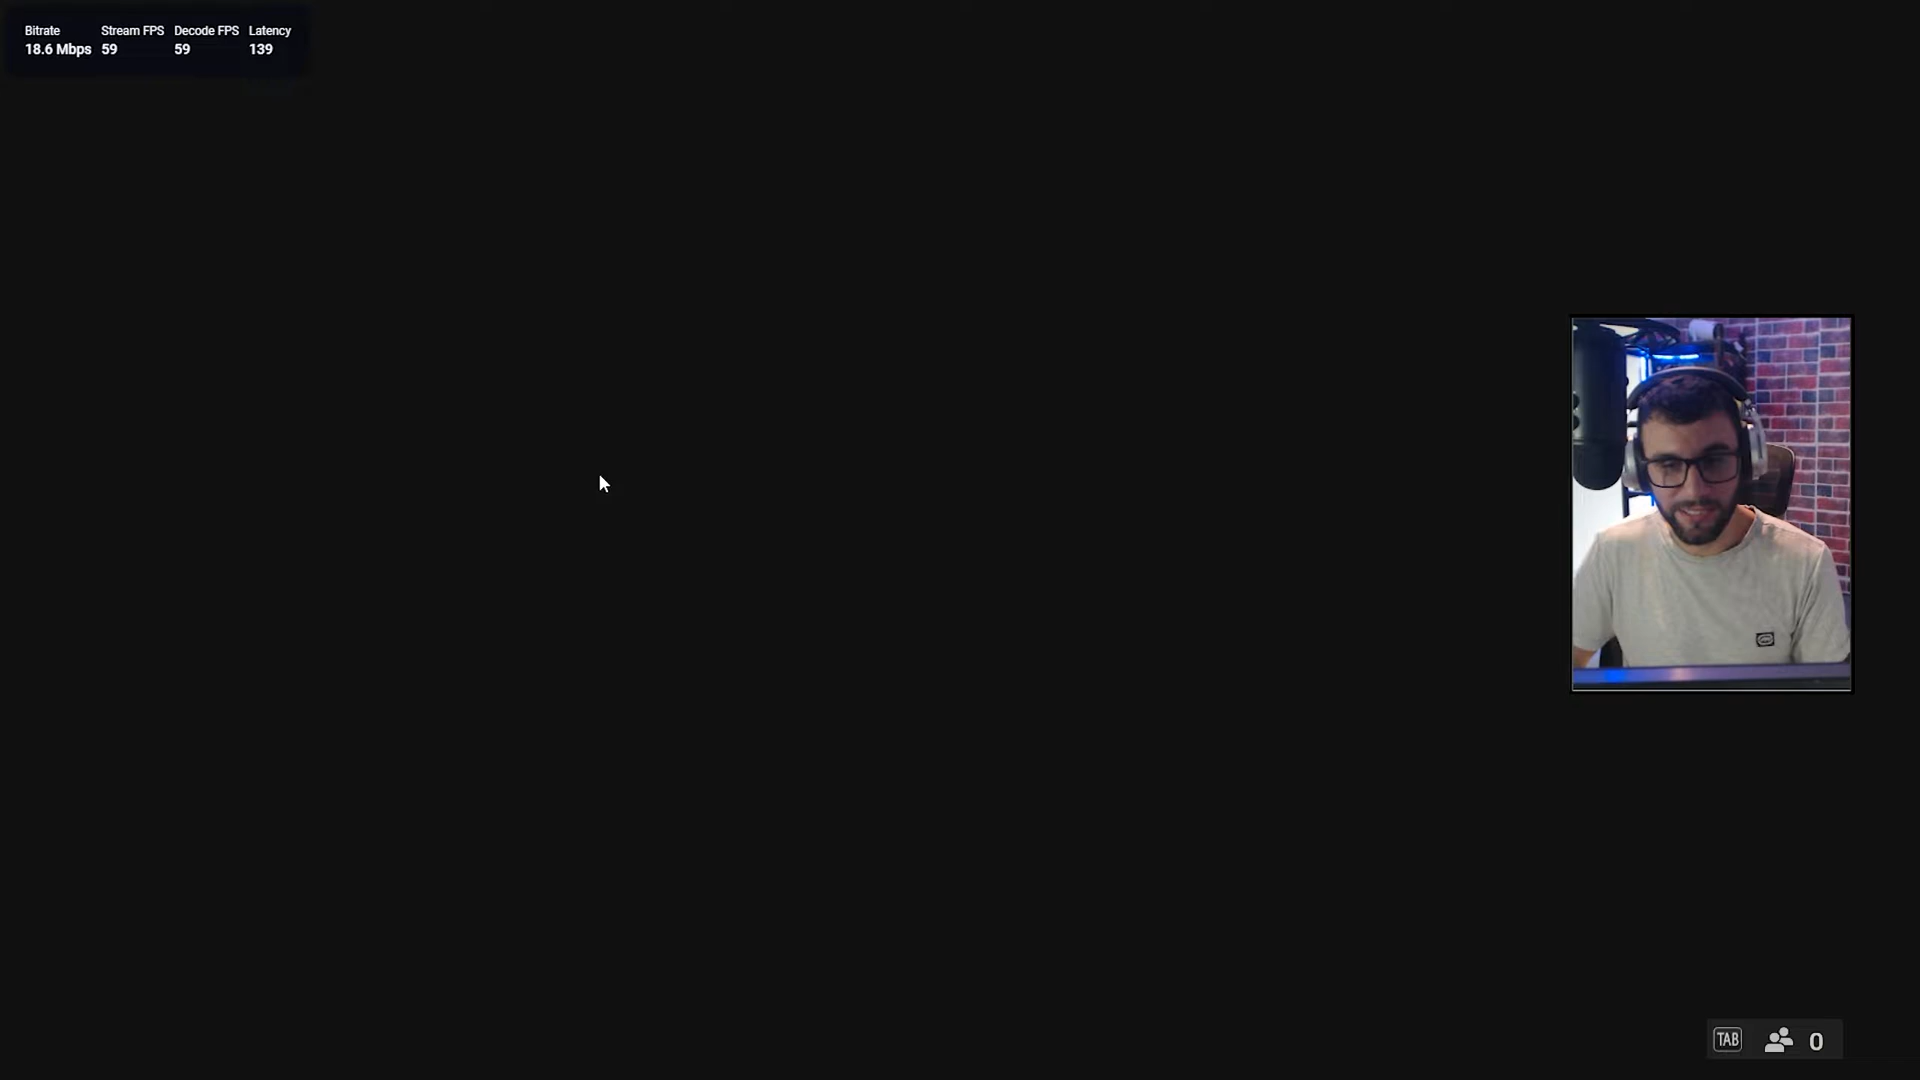 Bitrate Stream FPS Decode FPS Latency
18.6 Mbps 59 59 139
TAB 0